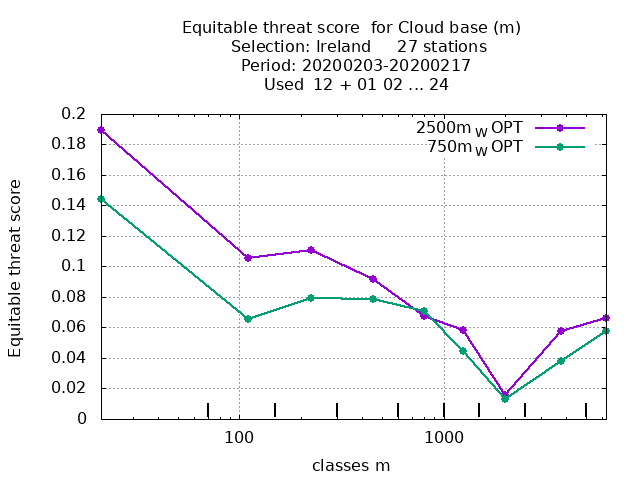 Equitable threat score  for Cloud base (m)
Selection: Ireland     27 stations
Period: 20200203-20200217
Used  12 + 01 02 ... 24
2500m_W OPT
750m_W OPT
0.2
0.18
0.16
0.14
0.12
0.1
0.08
0.06
0.04
0.02
0
Equitable threat score
100 1000
classes m